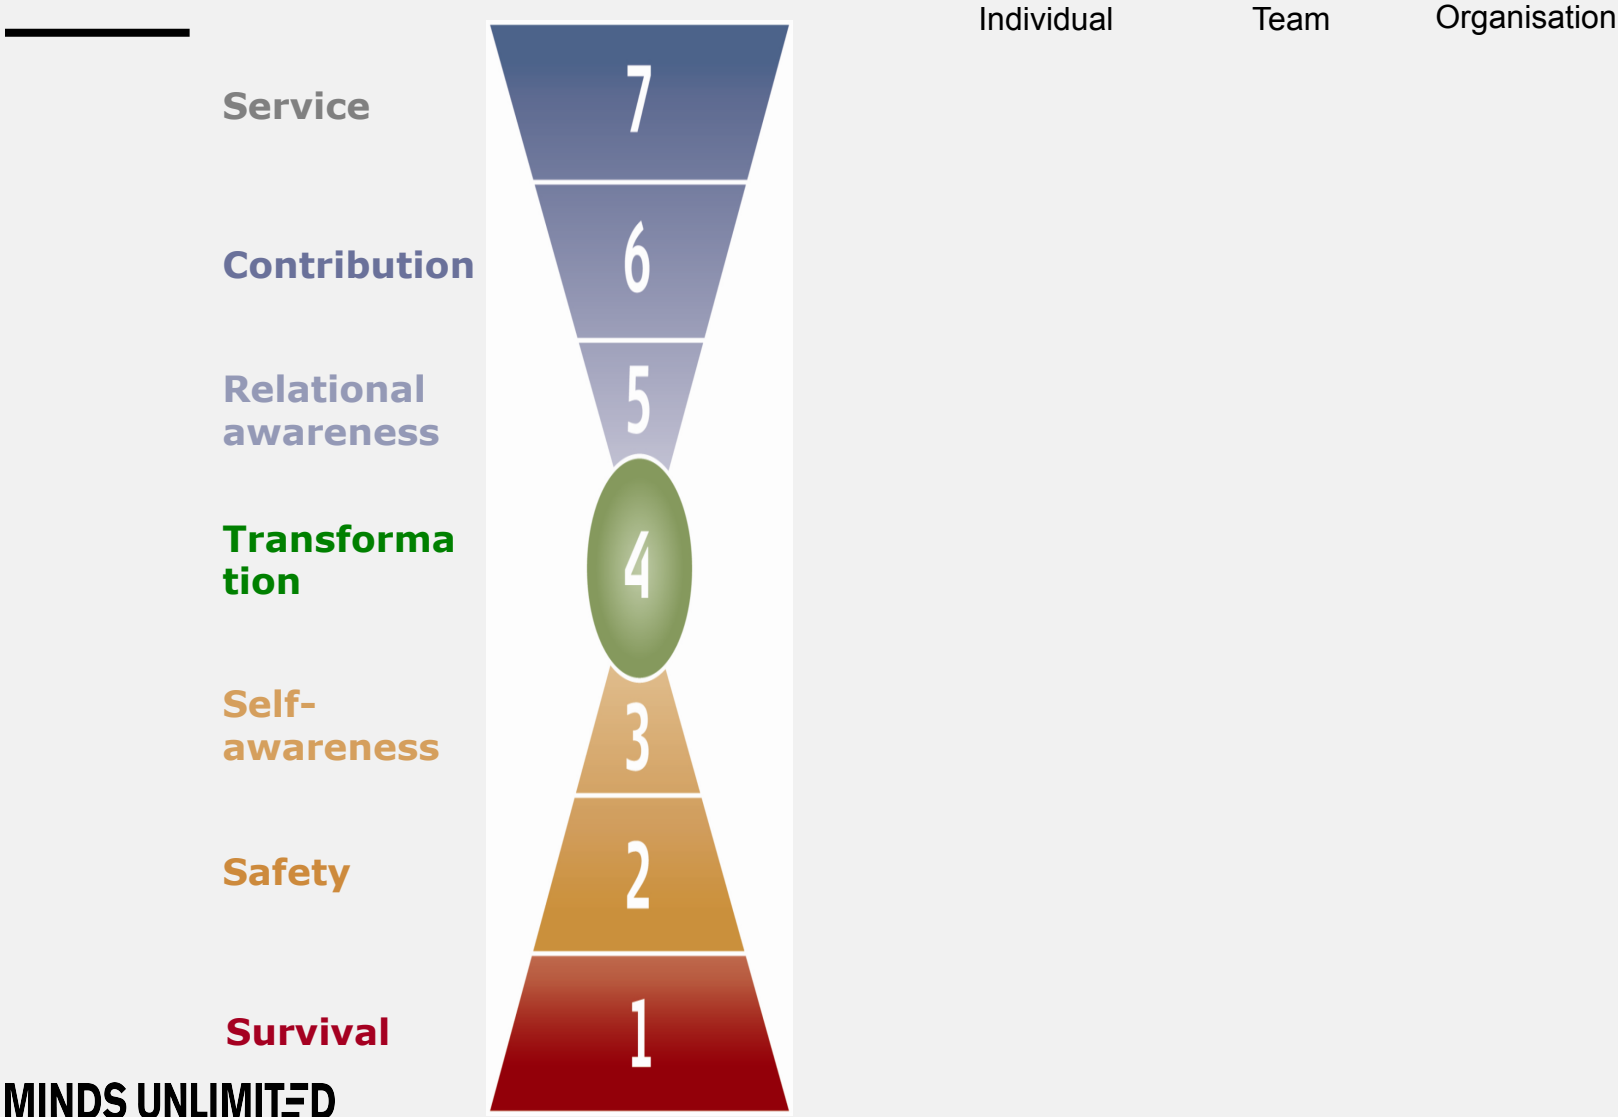 Individual Team Organisation
Service 7
Contribution 6
Relational
awareness 5
Transforma
tion 4
Self-
awareness 3
Safety 2
Survival 1
MINDS UNLIMITED